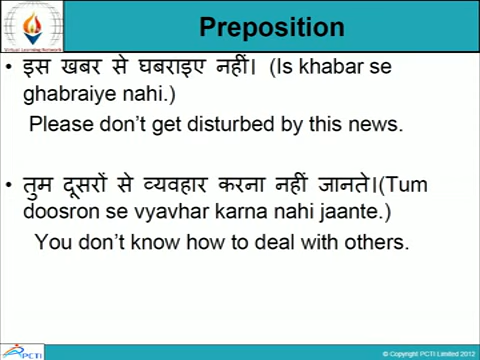 Preposition
Virtual Learning Network
• इस खबर से घबराइए नहीं। (Is khabar se
ghabraiye nahi.)
Please don't get disturbed by this news.
• तुम दूसरों से व्यवहार करना नहीं जानते।(Tum
doosron se vyavhar karna nahi jaante.)
You don't know how to deal with others.
PCTI
© Copyright PCTI Limited 2012